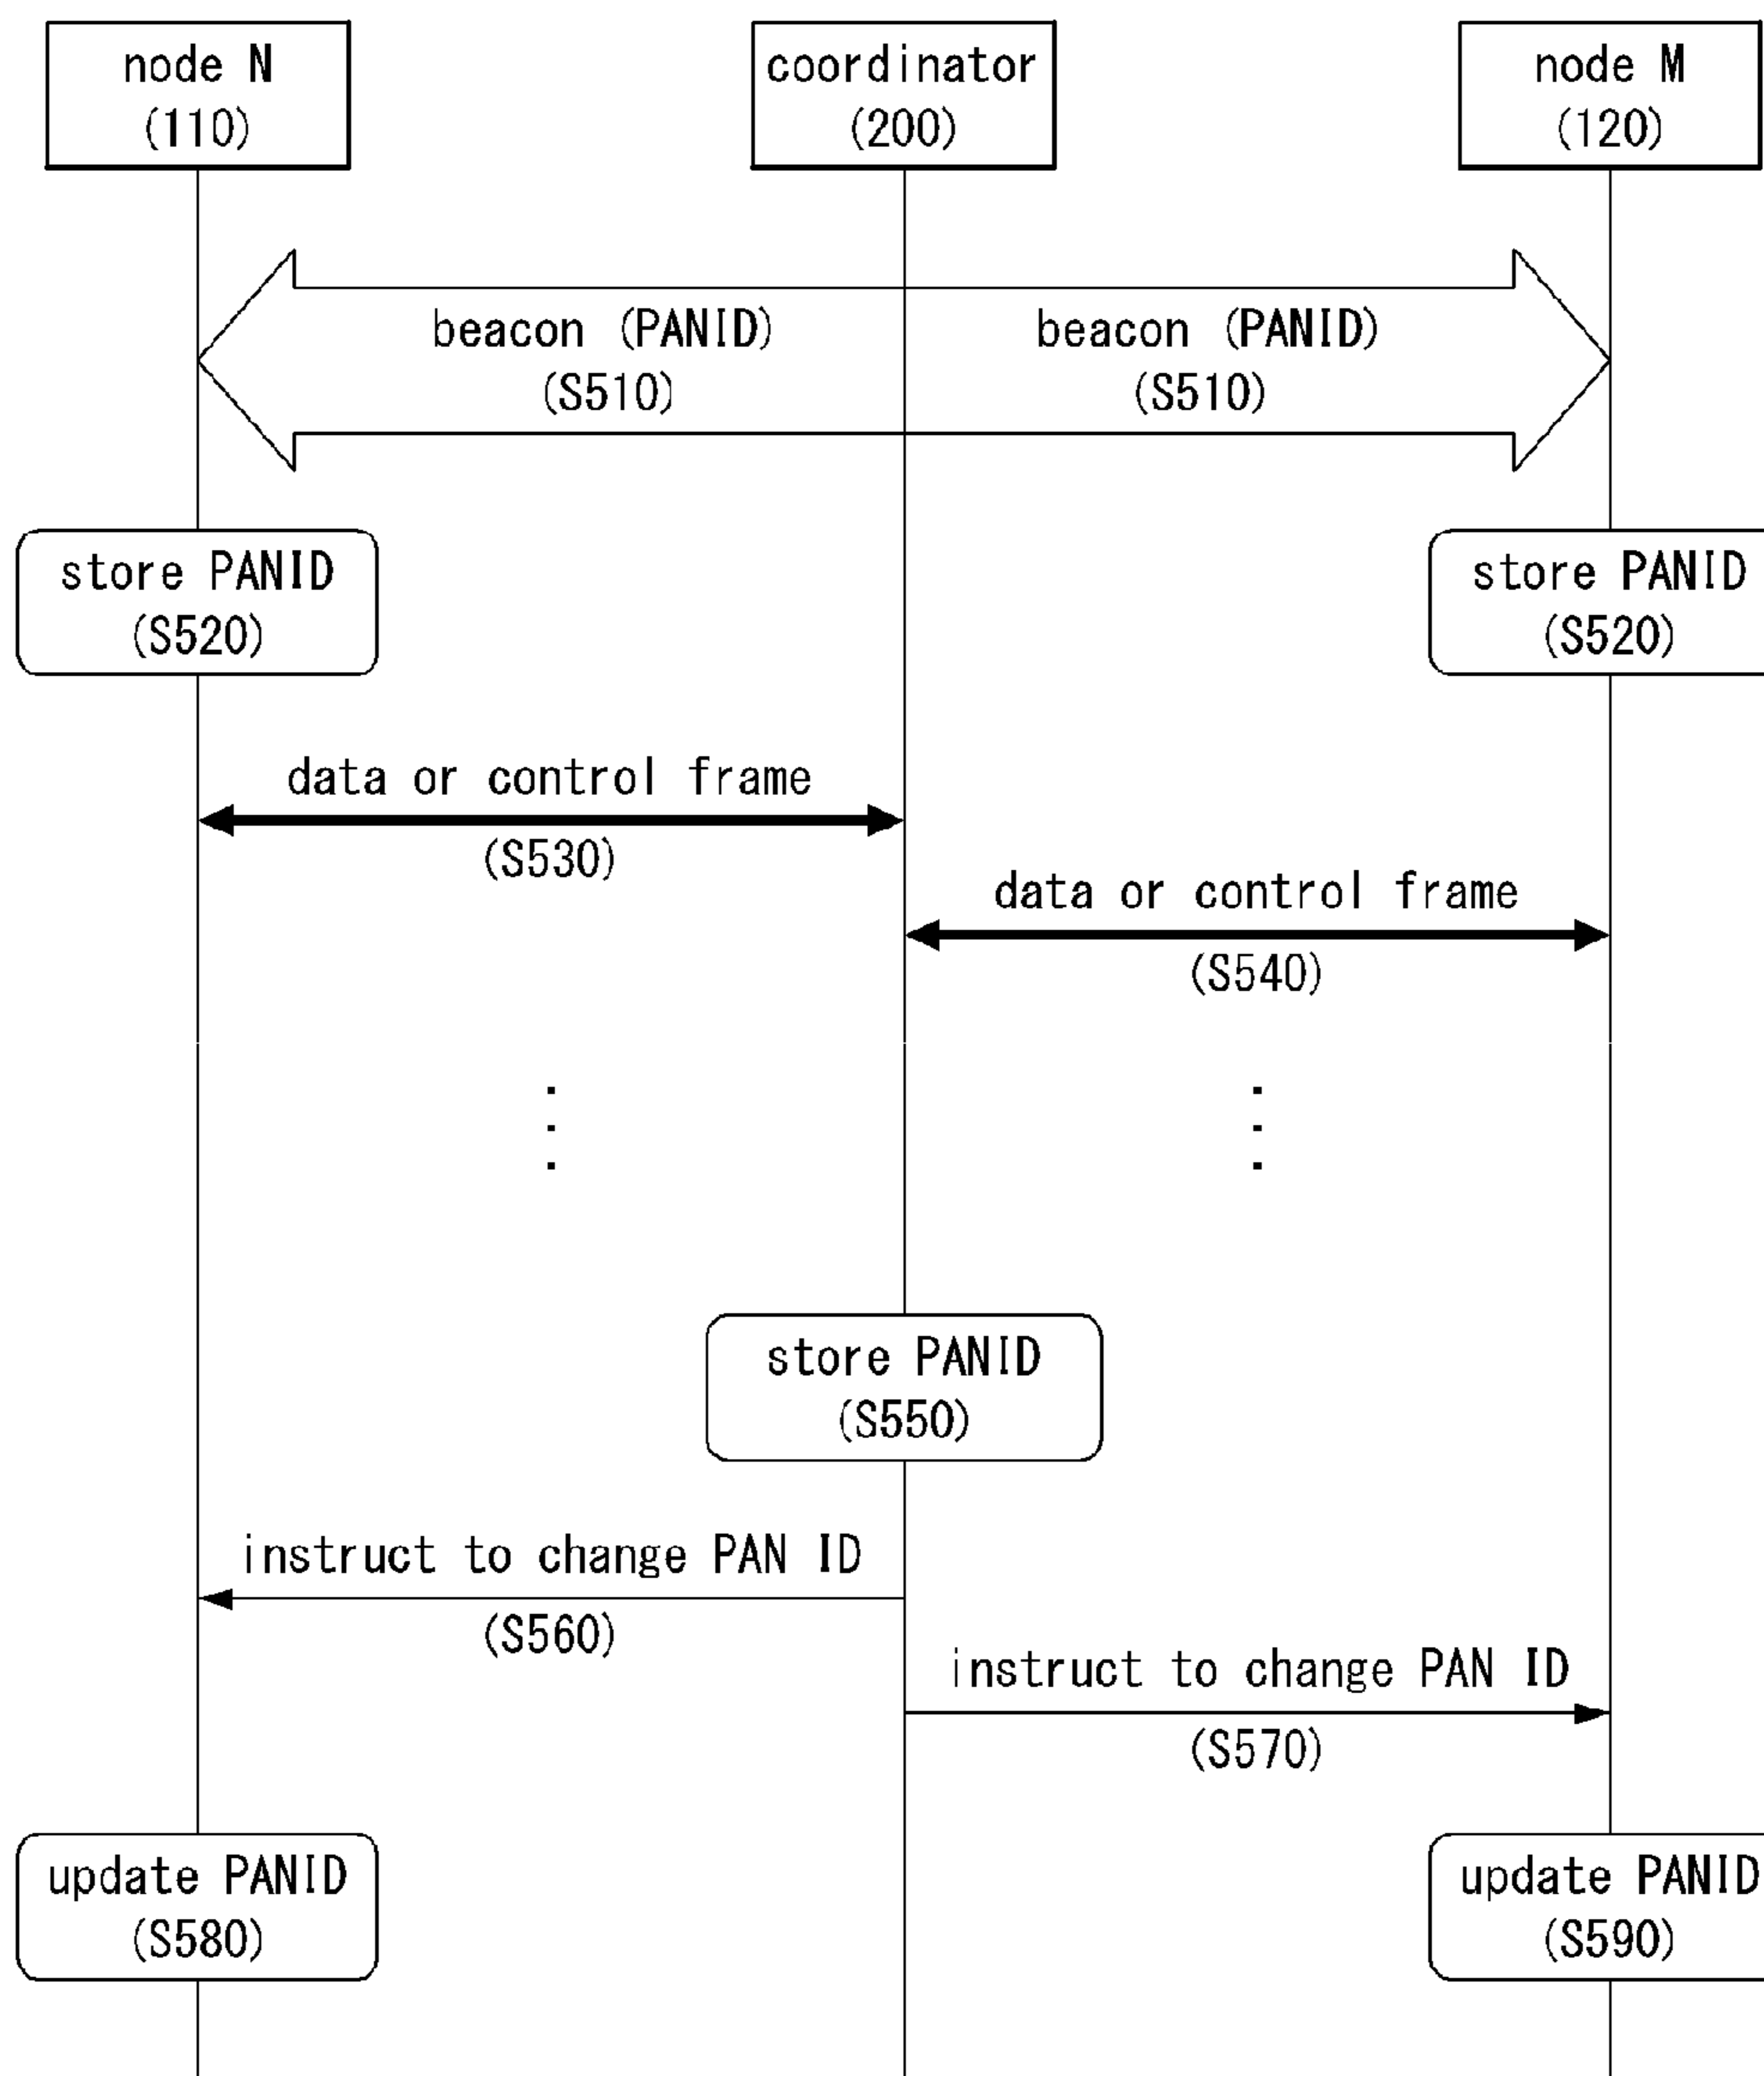 node N
(110)
coordinator
(200)
node M
(120)
beacon (PANID)
(S510)
beacon (PANID)
(S510)
store PANID
(S520)
store PANID
(S520)
data or control frame
(S530)
data or control frame
(S540)
store PANID
(S550)
instruct to change PAN ID
(S560)
instruct to change PAN ID
(S570)
update PANID
(S580)
update PANID
(S590)